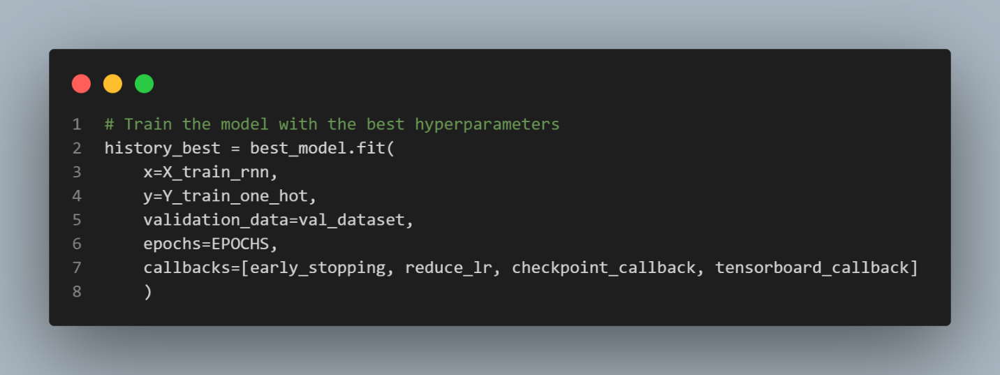 1 # Train the model with the best hyperparameters
2 history_best = best_model.fit(
3     x=X_train_rnn,
4     y=Y_train_one_hot,
5     validation_data=val_dataset,
6     epochs=EPOCHS,
7     callbacks=[early_stopping, reduce_lr, checkpoint_callback, tensorboard_callback]
8     )